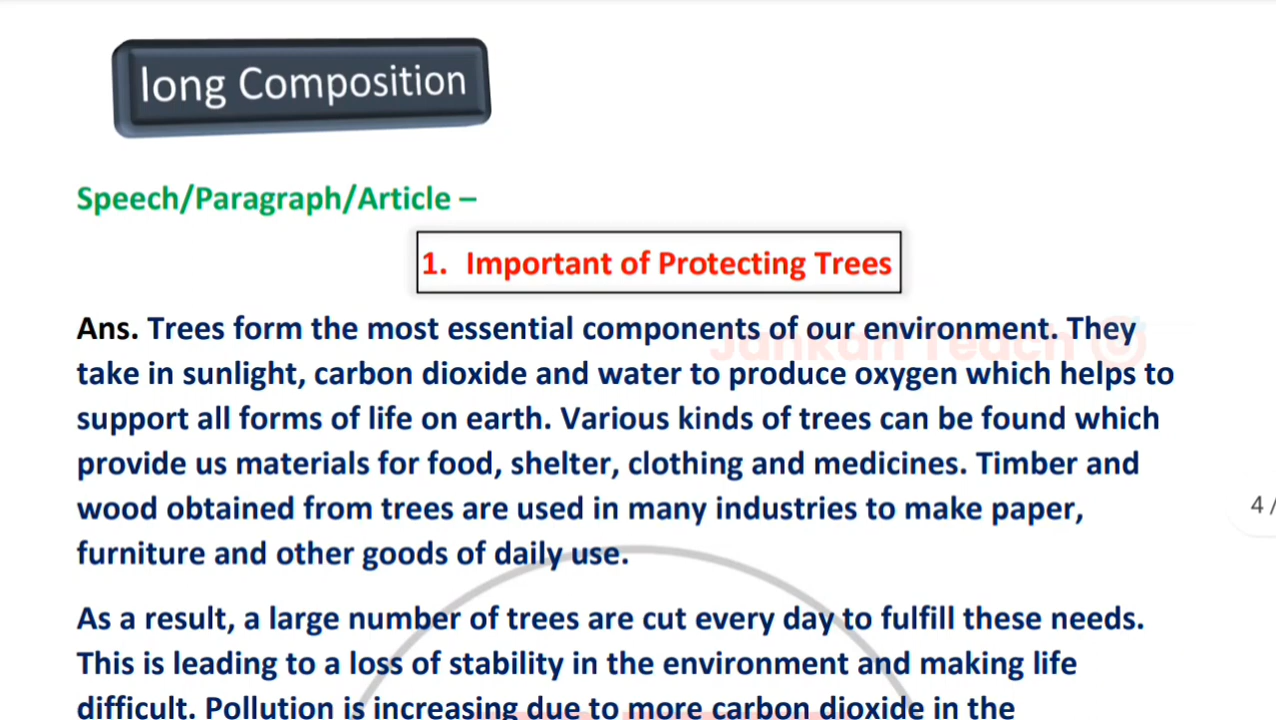 long Composition
Speech/Paragraph/Article –
1. Important of Protecting Trees
Ans. Trees form the most essential components of our environment. They
take in sunlight, carbon dioxide and water to produce oxygen which helps to
support all forms of life on earth. Various kinds of trees can be found which
provide us materials for food, shelter, clothing and medicines. Timber and
wood obtained from trees are used in many industries to make paper,
4 /
furniture and other goods of daily use.
As a result, a large number of trees are cut every day to fulfill these needs.
This is leading to a loss of stability in the environment and making life
difficult. Pollution is increasing due to more carbon dioxide in the